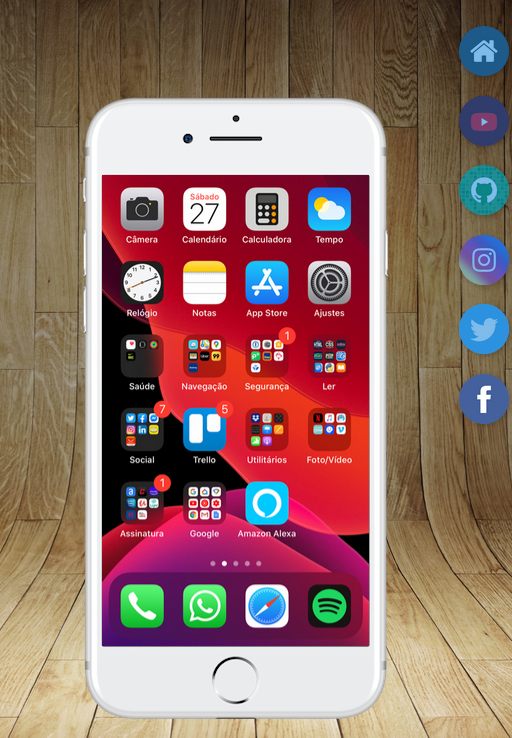 Sábado
27
Câmera
Calendário
Calculadora
Tempo
Relógio
Notas
App Store
Ajustes
1
Saúde
Navegação
Segurança
Ler
7
5
Social
Trello
Utilitários
Foto/Vídeo
1
Assinatura
Google
Amazon Alexa